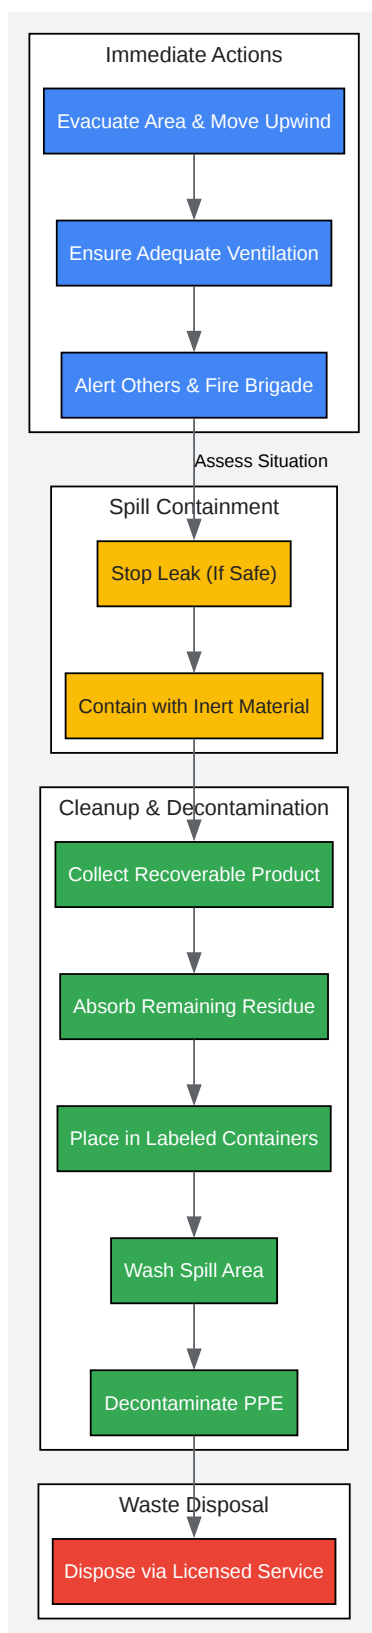 Immediate Actions
Evacuate Area & Move Upwind
Ensure Adequate Ventilation
Alert Others & Fire Brigade
Assess Situation
Spill Containment
Stop Leak (If Safe)
Contain with Inert Material
Cleanup & Decontamination
Collect Recoverable Product
Absorb Remaining Residue
Place in Labeled Containers
Wash Spill Area
Decontaminate PPE
Waste Disposal
Dispose via Licensed Service